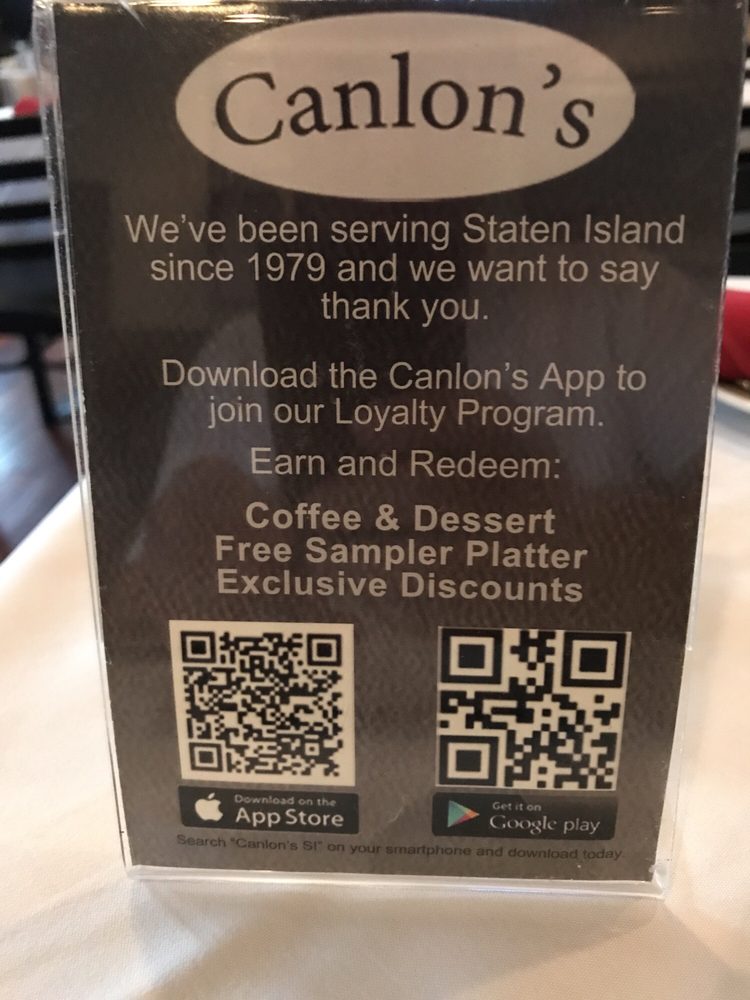 Canlon's
We've been serving Staten Island
since 1979 and we want to say
thank you.
Download the Canlon's App to
join our Loyalty Program.
Earn and Redeem:
Coffee & Dessert
Free Sampler Platter
Exclusive Discounts
Download on the
App Store
Get it on
Google play
Search "Canlon's SI" on your smartphone and download today.